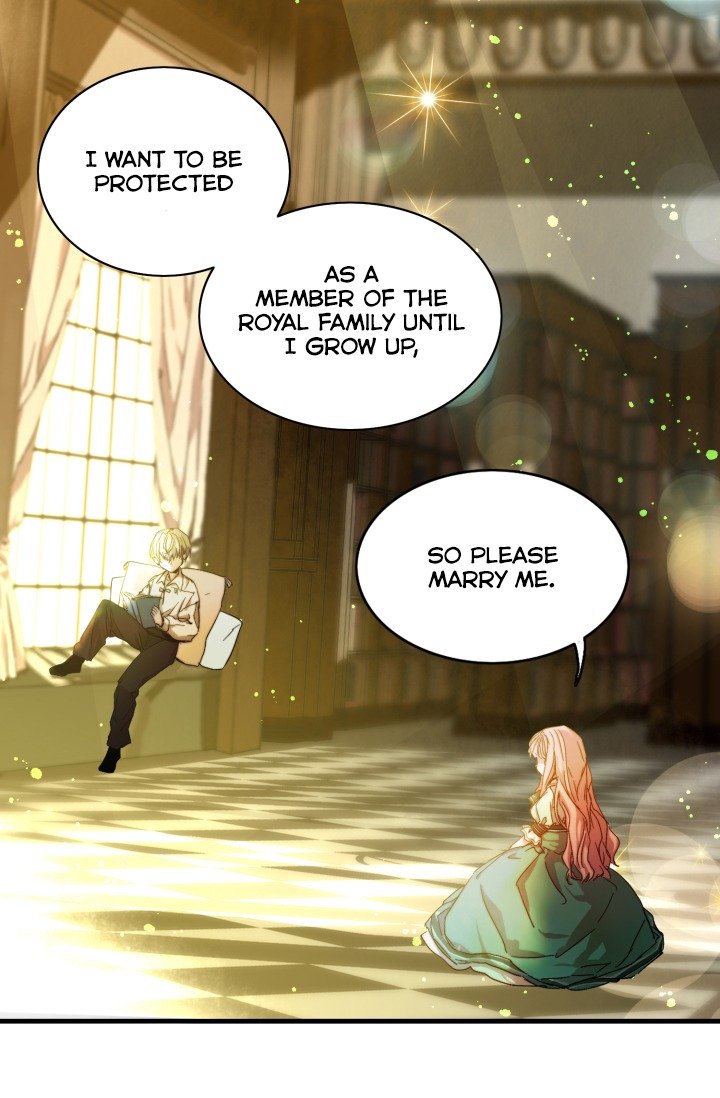 I WANT TO BE
PROTECTED
AS A
MEMBER OF THE
ROYAL FAMILY UNTIL
I GROW UP,
SO PLEASE
MARRY ME.